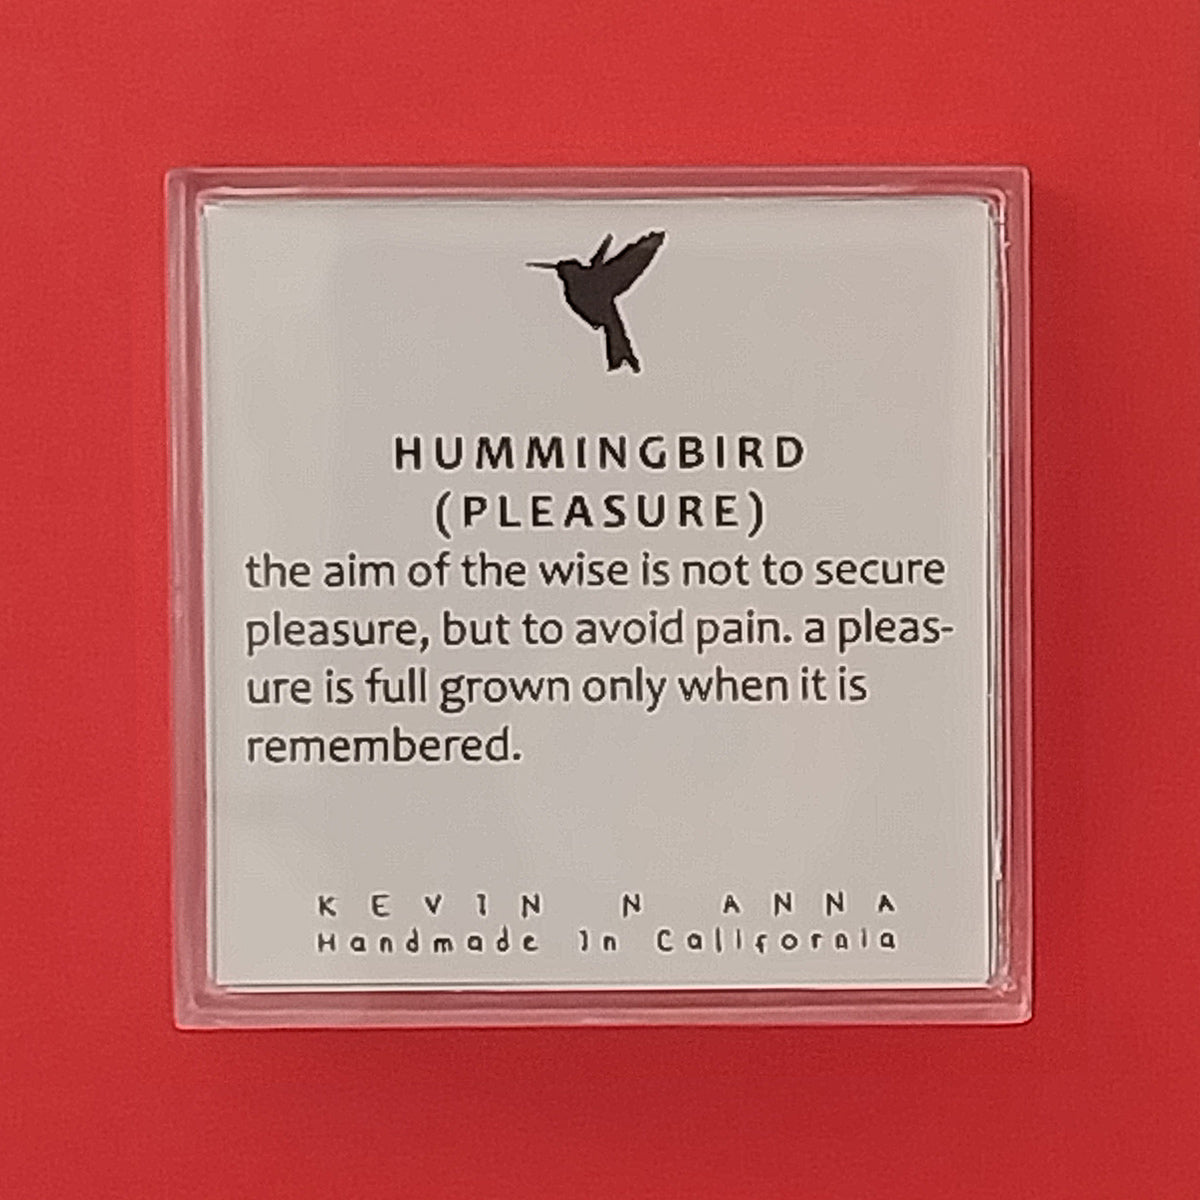 HUMMINGBIRD
(PLEASURE)
the aim of the wise is not to secure
pleasure, but to avoid pain. a pleas-
ure is full grown only when it is
remembered.
KEVIN N ANNA
Handmade In California